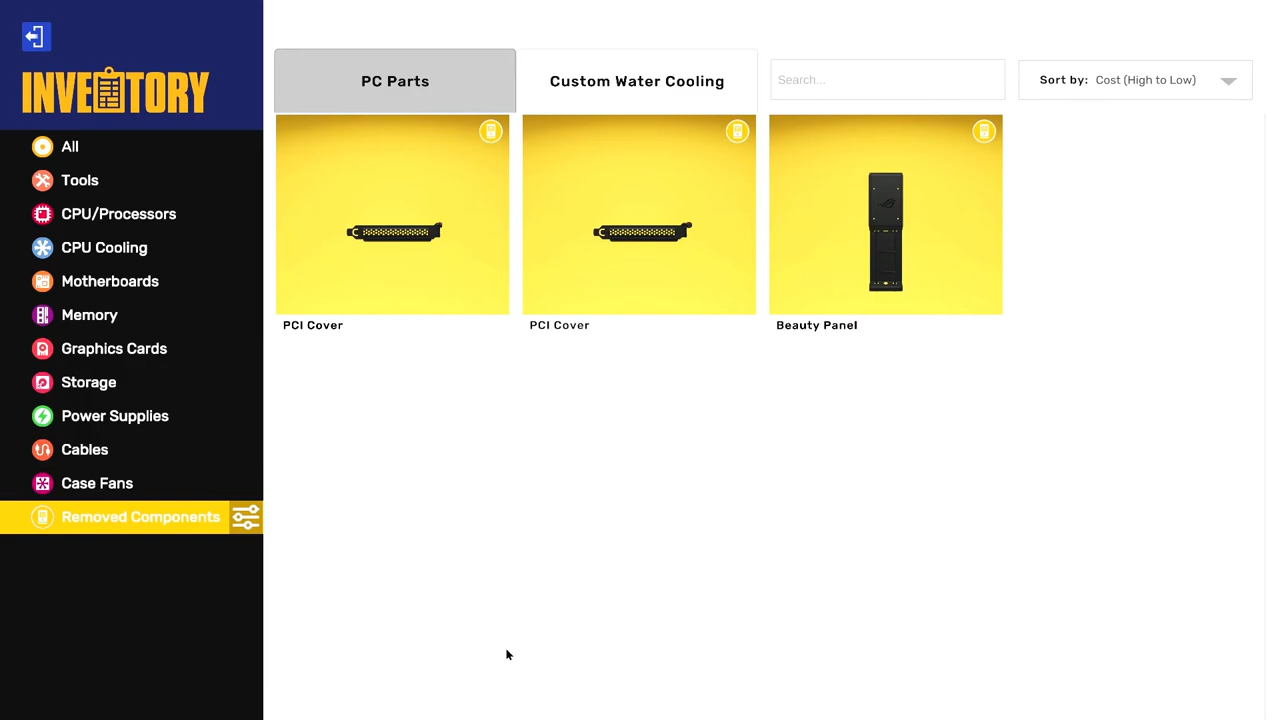 INVENTORY
All
Tools
CPU/Processors
CPU Cooling
Motherboards
Memory
Graphics Cards
Storage
Power Supplies
Cables
Case Fans
Removed Components
PC Parts
Custom Water Cooling
Search...
Sort by: Cost (High to Low)
PCI Cover
PCI Cover
Beauty Panel